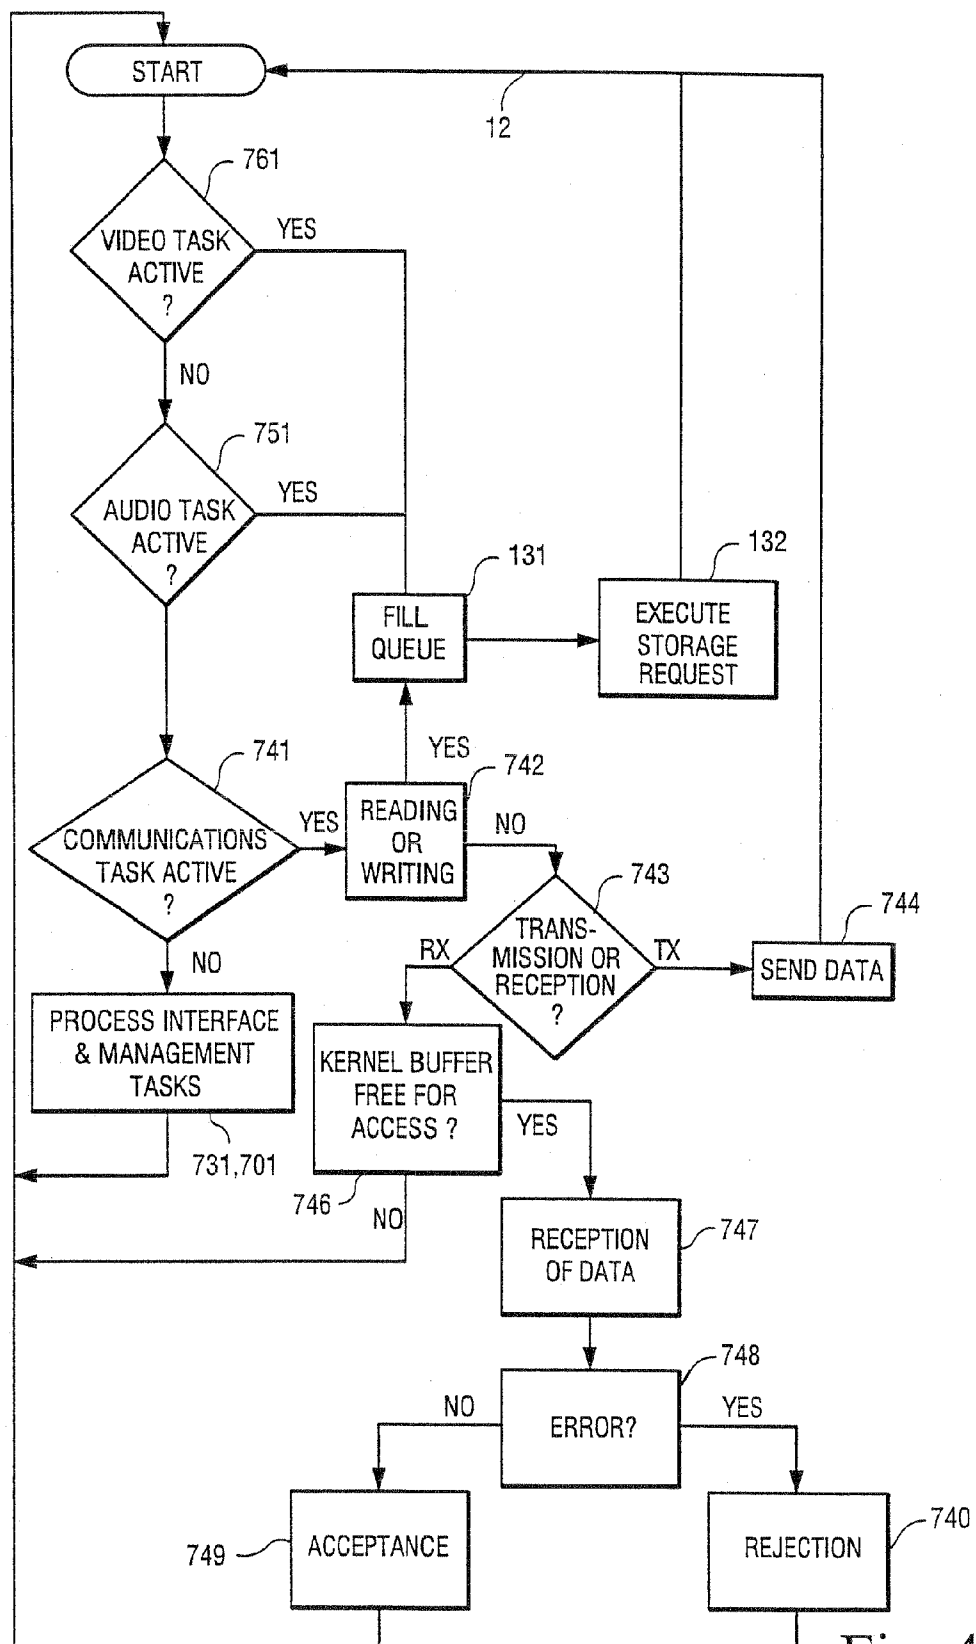 START
12
761
VIDEO TASK
ACTIVE
?
YES
NO
751
AUDIO TASK
ACTIVE
?
YES
131
FILL
QUEUE
132
EXECUTE
STORAGE
REQUEST
741
COMMUNICATIONS
TASK ACTIVE
?
YES
YES
742
READING
OR
WRITING
NO
743
TRANS-
MISSION OR
RECEPTION
?
RX
TX
744
SEND DATA
NO
PROCESS INTERFACE
& MANAGEMENT
TASKS
731,701
KERNEL BUFFER
FREE FOR
ACCESS ?
YES
746
NO
RECEPTION
OF DATA
747
748
ERROR?
NO
YES
749
ACCEPTANCE
REJECTION
740